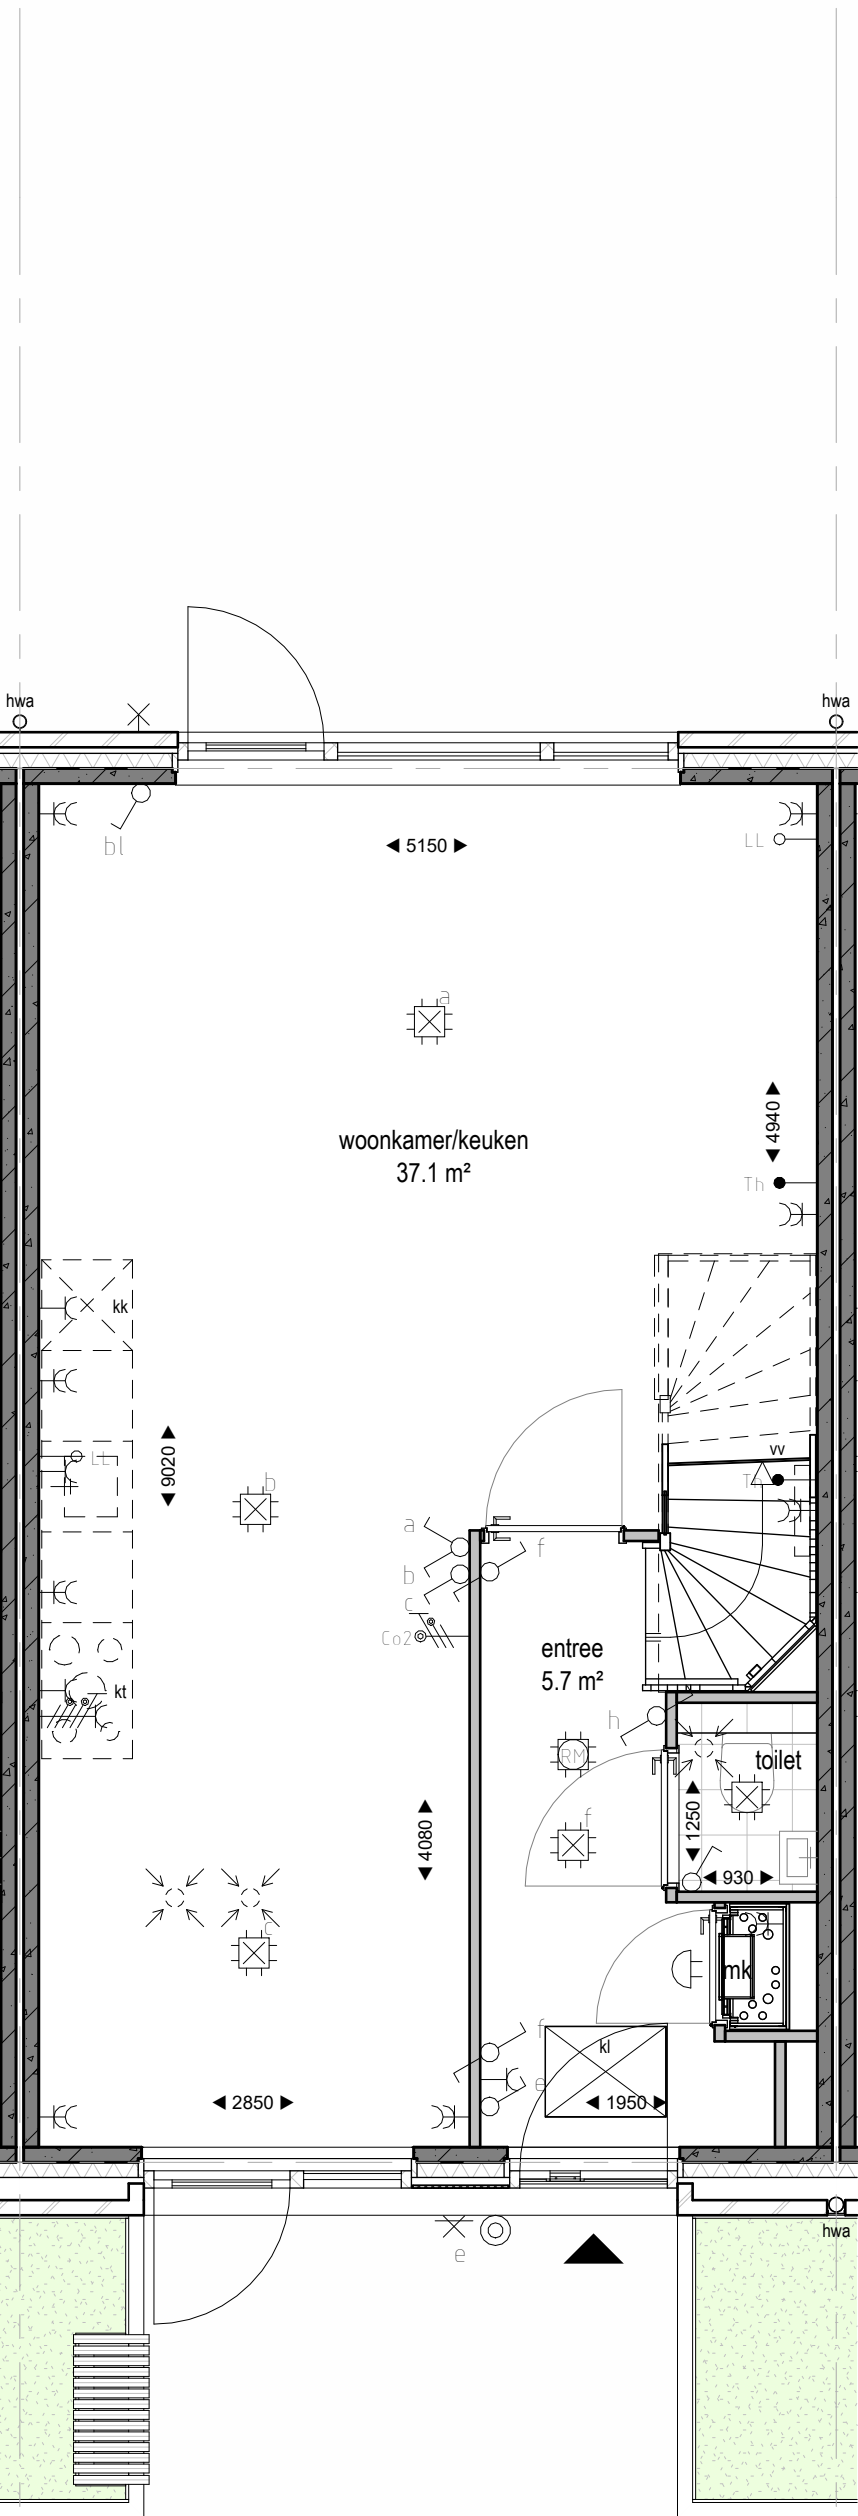 hwa
hwa
bl
5150
LL
a
4940
woonkamer/keuken
37.1 m²
Th
kk
vv
9020
LL
Th
b
a
f
b
c
Co2
entree
5.7 m²
kt
h
RM
toilet
f
1250
4080
930
c
mk
f
kl
e
2850
1950
hwa
e